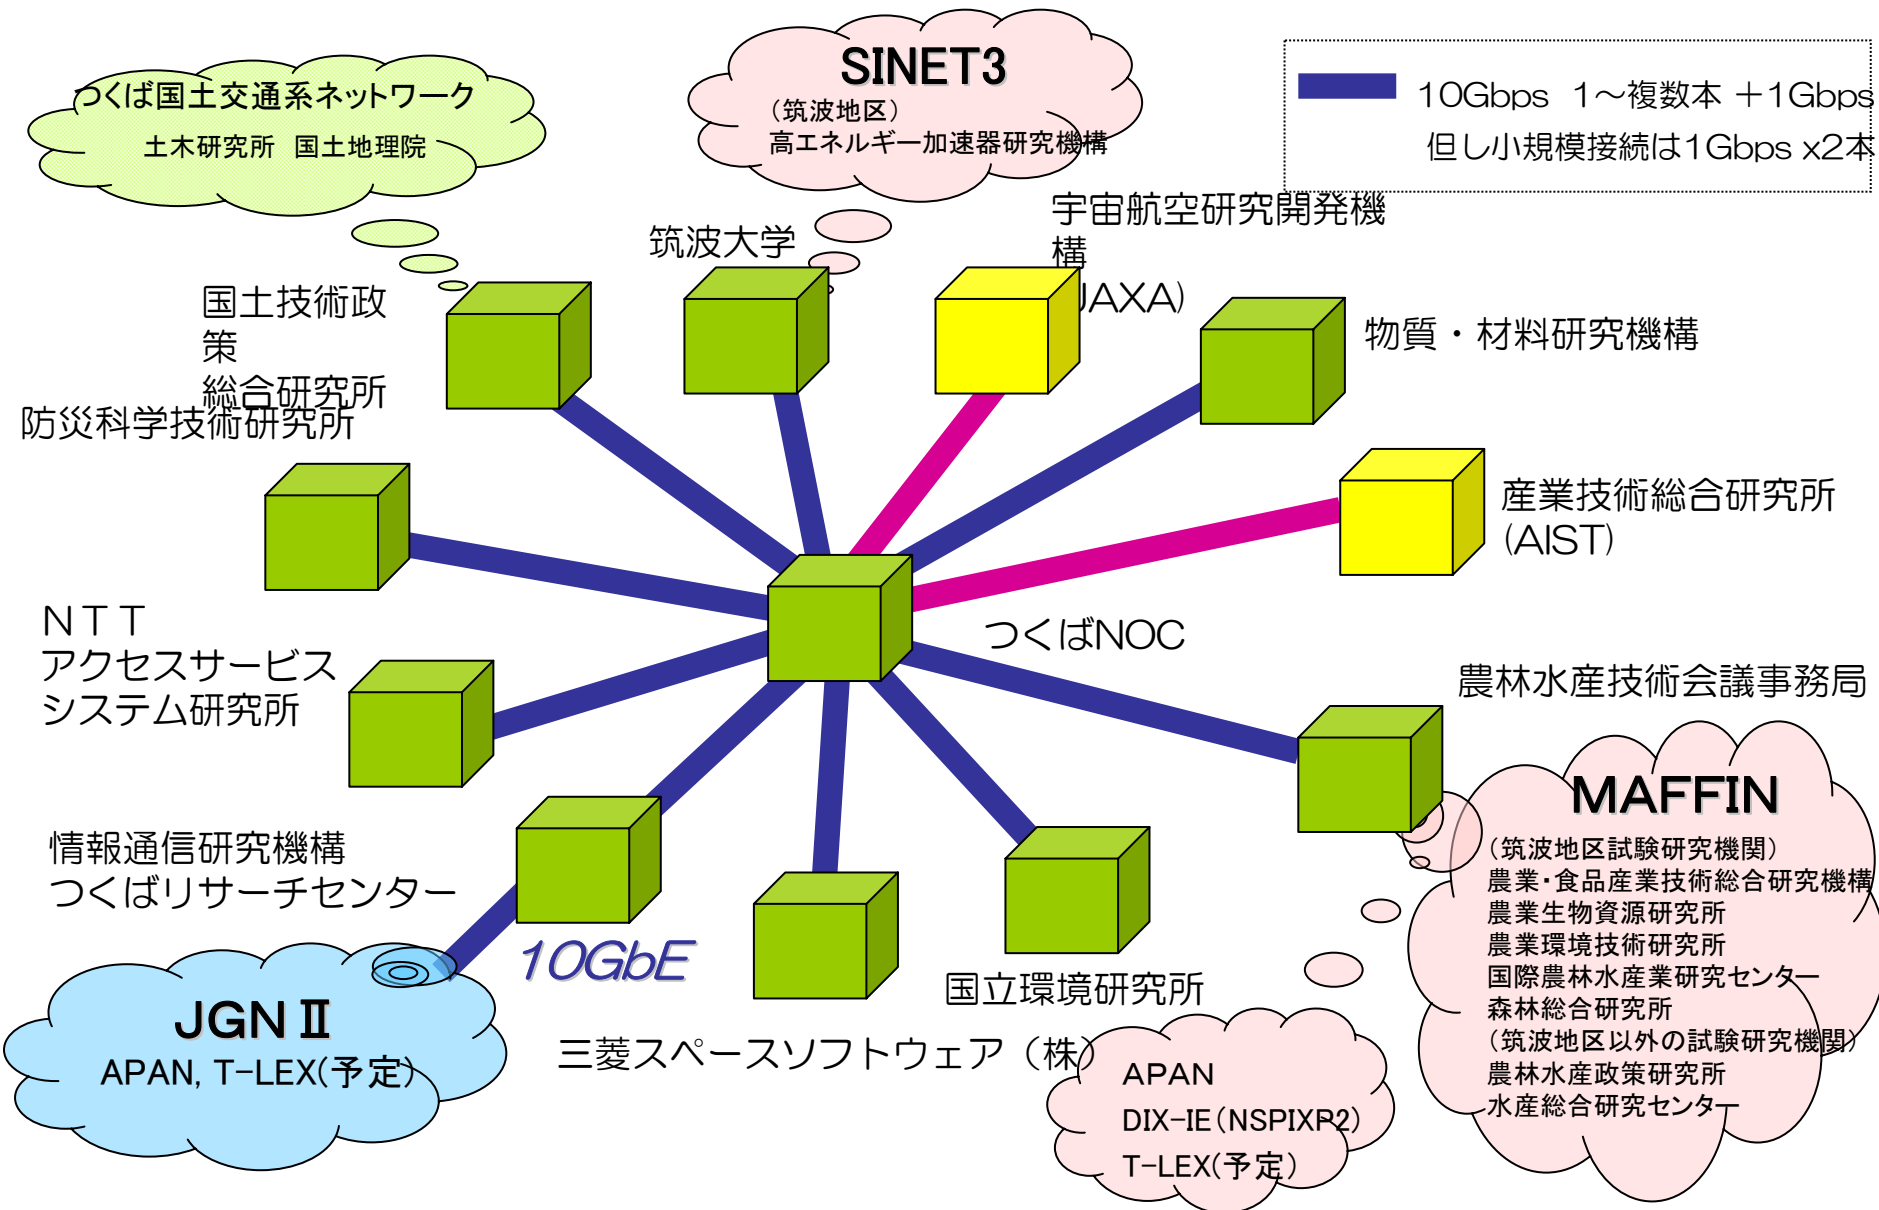 つくば国土交通系ネットワーク
土木研究所 国土地理院
SINET3
(筑波地区)
高エネルギー加速器研究機構
10Gbps 1〜複数本 +1Gbps
但し小規模接続は1Gbps x2本
筑波大学
宇宙航空研究開発機
構
JAXA)
国土技術政
策
総合研究所
物質・材料研究機構
防災科学技術研究所
産業技術総合研究所
(AIST)
NTT
アクセスサービス
システム研究所
つくばNOC
農林水産技術会議事務局
MAFFIN
(筑波地区試験研究機関)
農業・食品産業技術総合研究機構
農業生物資源研究所
農業環境技術研究所
国際農林水産業研究センター
森林総合研究所
(筑波地区以外の試験研究機関)
農林水産政策研究所
水産総合研究センター
情報通信研究機構
つくばリサーチセンター
10GbE
国立環境研究所
JGNⅡ
APAN, T-LEX(予定)
三菱スペースソフトウェア(株)
APAN
DIX-IE(NSPIXP2)
T-LEX(予定)